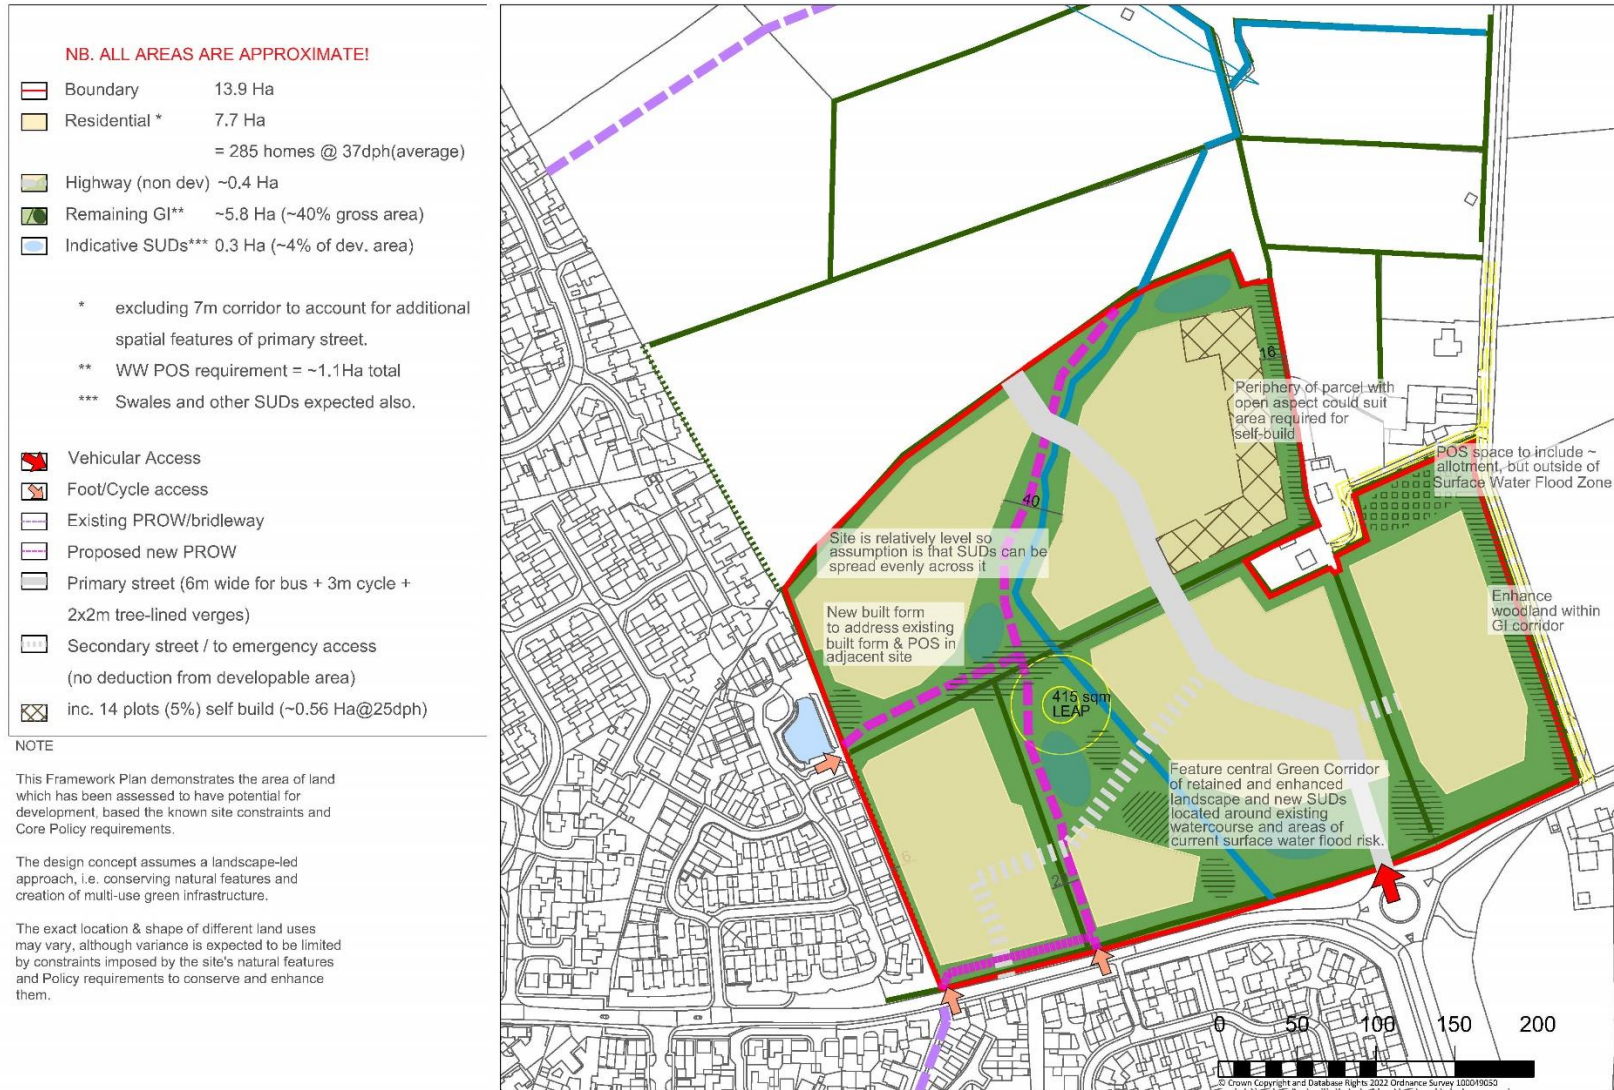 NB. ALL AREAS ARE APPROXIMATE!
Boundary 13.9 Ha
Residential * 7.7 Ha
= 285 homes @ 37dph(average)
Highway (non dev) ~0.4 Ha
Remaining GI** ~5.8 Ha (~40% gross area)
Indicative SUDs*** 0.3 Ha (~4% of dev. area)
* excluding 7m corridor to account for additional
spatial features of primary street.
** WW POS requirement = ~1.1Ha total
*** Swales and other SUDs expected also.
Vehicular Access
Foot/Cycle access
Existing PROW/bridleway
Proposed new PROW
Primary street (6m wide for bus + 3m cycle +
2x2m tree-lined verges)
Secondary street / to emergency access
(no deduction from developable area)
inc. 14 plots (5%) self build (~0.56 Ha@25dph)
NOTE
This Framework Plan demonstrates the area of land
which has been assessed to have potential for
development, based the known site constraints and
Core Policy requirements.
The design concept assumes a landscape-led
approach, i.e. conserving natural features and
creation of multi-use green infrastructure.
The exact location & shape of different land uses
may vary, although variance is expected to be limited
by constraints imposed by the site's natural features
and Policy requirements to conserve and enhance
them.
16
Periphery of parcel with
open aspect could suit
area required for
self-build
POS space to include ~
allotment, but outside of
Surface Water Flood Zone
40
Site is relatively level so
assumption is that SUDs can be
spread evenly across it
Enhance
woodland within
GI corridor
New built form
to address existing
built form & POS in
adjacent site
415 sqm
LEAP
Feature central Green Corridor
of retained and enhanced
landscape and new SUDs
located around existing
watercourse and areas of
current surface water flood risk.
0 50 100 150 200
© Crown Copyright and Database Rights 2022 Ordnance Survey 100049050